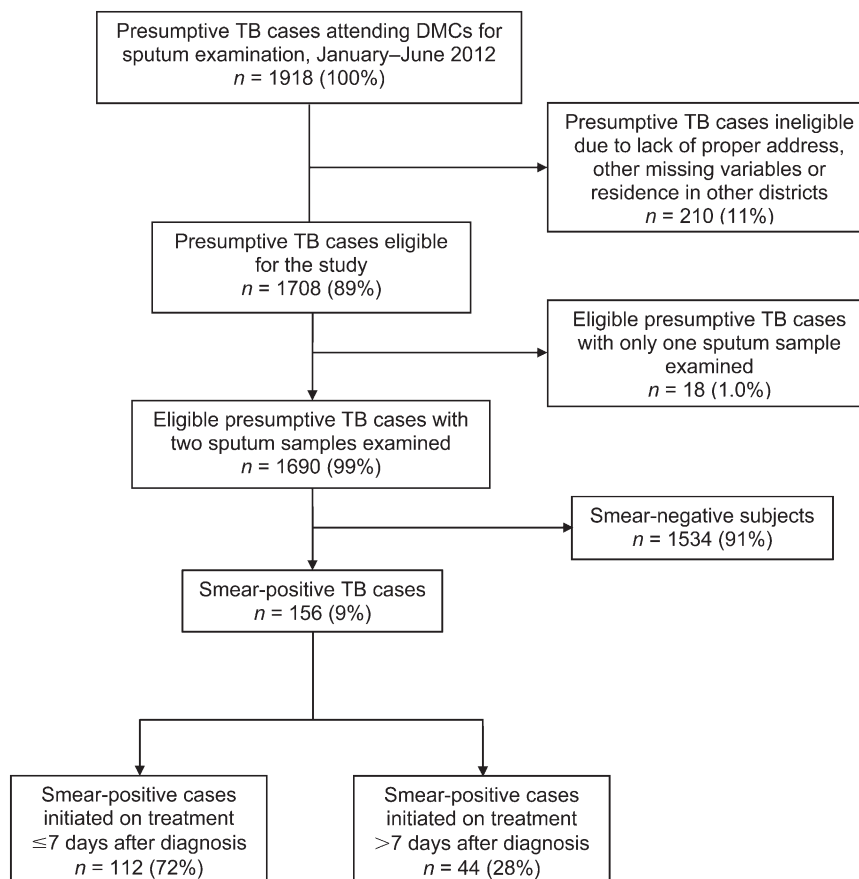 Presumptive TB cases attending DMCs for
sputum examination, January–June 2012
n = 1918 (100%)
Presumptive TB cases ineligible
due to lack of proper address,
other missing variables or
residence in other districts
n = 210 (11%)
Presumptive TB cases eligible
for the study
n = 1708 (89%)
Eligible presumptive TB cases
with only one sputum sample
examined
n = 18 (1.0%)
Eligible presumptive TB cases with
two sputum samples examined
n = 1690 (99%)
Smear-negative subjects
n = 1534 (91%)
Smear-positive TB cases
n = 156 (9%)
Smear-positive cases
initiated on treatment
≤7 days after diagnosis
n = 112 (72%)
Smear-positive cases
initiated on treatment
>7 days after diagnosis
n = 44 (28%)